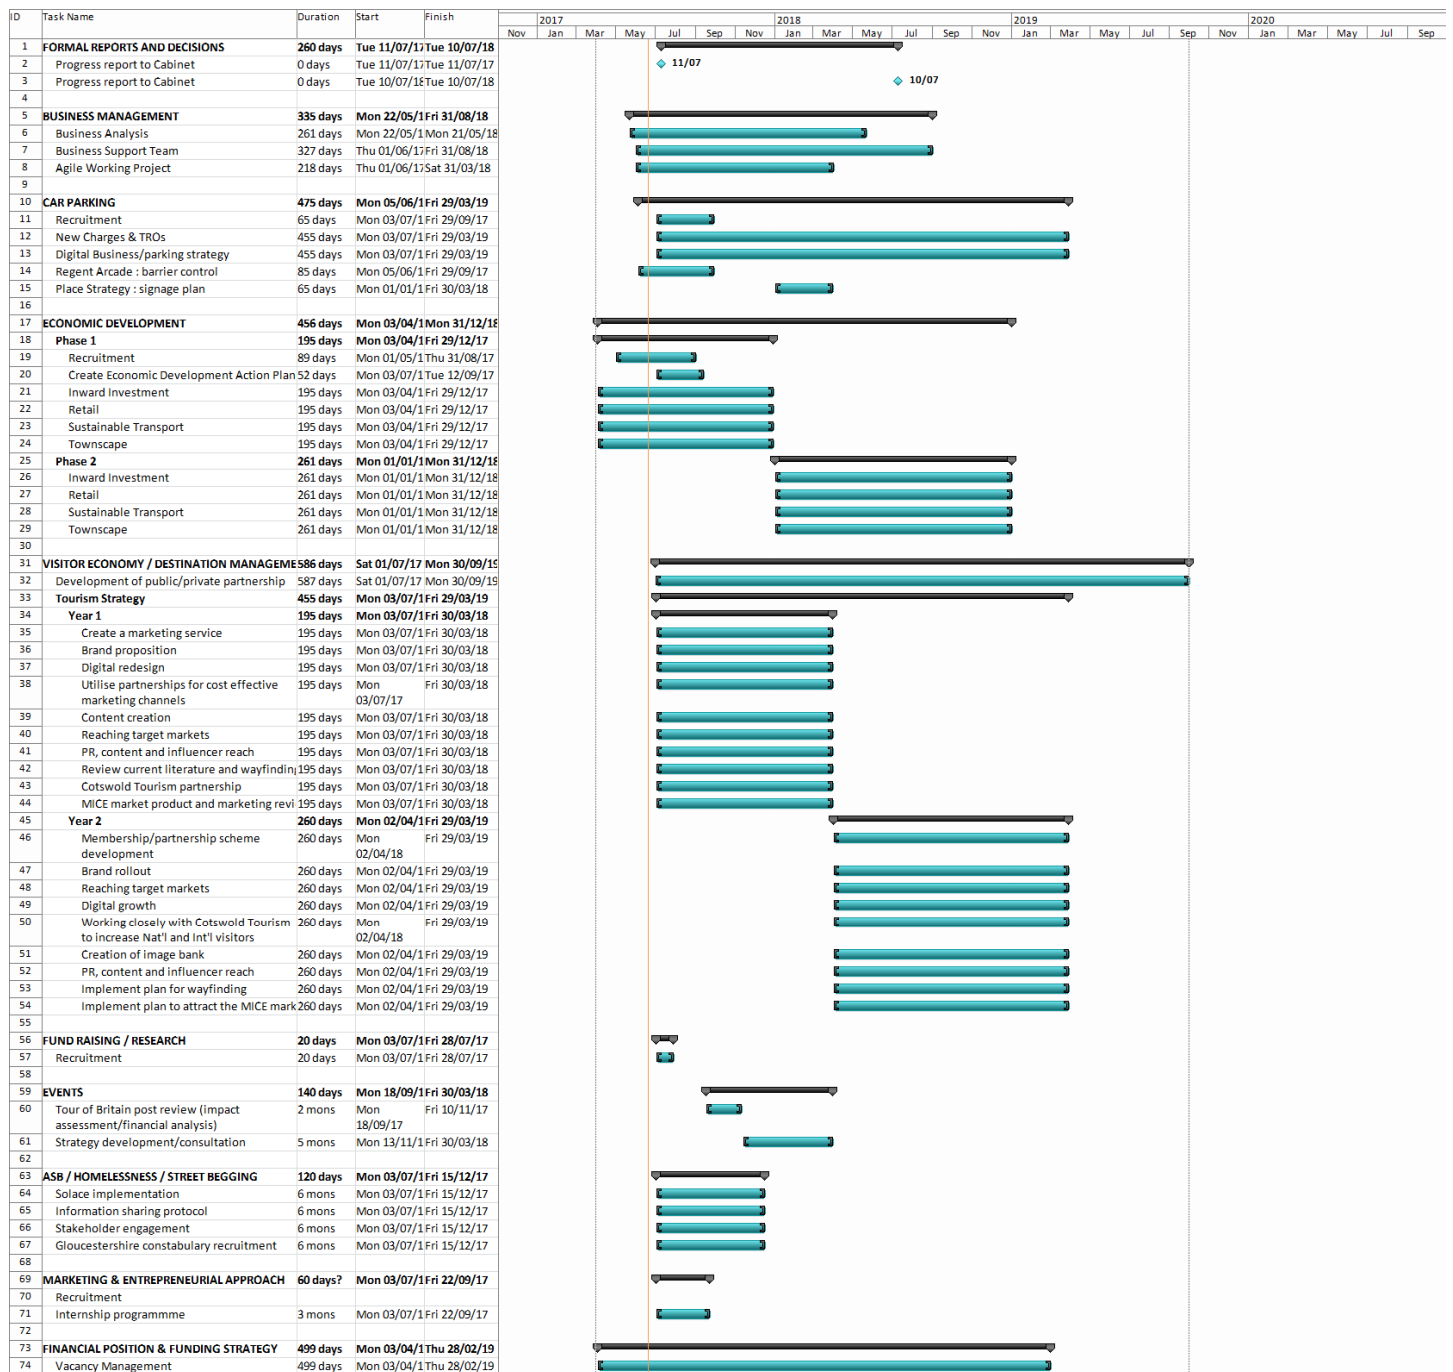 ID Task Name Duration Start Finish
2017 2018 2019 2020
Nov Jan Mar May Jul Sep Nov Jan Mar May Jul Sep Nov Jan Mar May Jul Sep Nov Jan Mar May Jul Sep
1 FORMAL REPORTS AND DECISIONS 260 days Tue 11/07/17 Tue 10/07/18
2 Progress report to Cabinet 0 days Tue 11/07/17 Tue 11/07/17 11/07
3 Progress report to Cabinet 0 days Tue 10/07/18 Tue 10/07/18 10/07
4
5 BUSINESS MANAGEMENT 335 days Mon 22/05/1 Fri 31/08/18
6 Business Analysis 261 days Mon 22/05/1 Mon 21/05/18
7 Business Support Team 327 days Thu 01/06/17 Fri 31/08/18
8 Agile Working Project 218 days Thu 01/06/17 Sat 31/03/18
9
10 CAR PARKING 475 days Mon 05/06/1 Fri 29/03/19
11 Recruitment 65 days Mon 03/07/1 Fri 29/09/17
12 New Charges & TROs 455 days Mon 03/07/1 Fri 29/03/19
13 Digital Business/parking strategy 455 days Mon 03/07/1 Fri 29/03/19
14 Regent Arcade : barrier control 85 days Mon 05/06/1 Fri 29/09/17
15 Place Strategy : signage plan 65 days Mon 01/01/1 Fri 30/03/18
16
17 ECONOMIC DEVELOPMENT 456 days Mon 03/04/1 Mon 31/12/18
18 Phase 1 195 days Mon 03/04/1 Fri 29/12/17
19 Recruitment 89 days Mon 01/05/1 Thu 31/08/17
20 Create Economic Development Action Plan 52 days Mon 03/07/1 Tue 12/09/17
21 Inward Investment 195 days Mon 03/04/1 Fri 29/12/17
22 Retail 195 days Mon 03/04/1 Fri 29/12/17
23 Sustainable Transport 195 days Mon 03/04/1 Fri 29/12/17
24 Townscape 195 days Mon 03/04/1 Fri 29/12/17
25 Phase 2 261 days Mon 01/01/1 Mon 31/12/18
26 Inward Investment 261 days Mon 01/01/1 Mon 31/12/18
27 Retail 261 days Mon 01/01/1 Mon 31/12/18
28 Sustainable Transport 261 days Mon 01/01/1 Mon 31/12/18
29 Townscape 261 days Mon 01/01/1 Mon 31/12/18
30
31 VISITOR ECONOMY / DESTINATION MANAGEME 586 days Sat 01/07/17 Mon 30/09/19
32 Development of public/private partnership 587 days Sat 01/07/17 Mon 30/09/19
33 Tourism Strategy 455 days Mon 03/07/1 Fri 29/03/19
34 Year 1 195 days Mon 03/07/1 Fri 30/03/18
35 Create a marketing service 195 days Mon 03/07/1 Fri 30/03/18
36 Brand proposition 195 days Mon 03/07/1 Fri 30/03/18
37 Digital redesign 195 days Mon 03/07/1 Fri 30/03/18
38 Utilise partnerships for cost effective 195 days Mon Fri 30/03/18
marketing channels 03/07/17
39 Content creation 195 days Mon 03/07/1 Fri 30/03/18
40 Reaching target markets 195 days Mon 03/07/1 Fri 30/03/18
41 PR, content and influencer reach 195 days Mon 03/07/1 Fri 30/03/18
42 Review current literature and wayfinding 195 days Mon 03/07/1 Fri 30/03/18
43 Cotswold Tourism partnership 195 days Mon 03/07/1 Fri 30/03/18
44 MICE market product and marketing revi 195 days Mon 03/07/1 Fri 30/03/18
45 Year 2 260 days Mon 02/04/1 Fri 29/03/19
46 Membership/partnership scheme 260 days Mon Fri 29/03/19
development 02/04/18
47 Brand rollout 260 days Mon 02/04/1 Fri 29/03/19
48 Reaching target markets 260 days Mon 02/04/1 Fri 29/03/19
49 Digital growth 260 days Mon 02/04/1 Fri 29/03/19
50 Working closely with Cotswold Tourism 260 days Mon Fri 29/03/19
to increase Nat'l and Int'l visitors 02/04/18
51 Creation of image bank 260 days Mon 02/04/1 Fri 29/03/19
52 PR, content and influencer reach 260 days Mon 02/04/1 Fri 29/03/19
53 Implement plan for wayfinding 260 days Mon 02/04/1 Fri 29/03/19
54 Implement plan to attract the MICE mark 260 days Mon 02/04/1 Fri 29/03/19
55
56 FUND RAISING / RESEARCH 20 days Mon 03/07/1 Fri 28/07/17
57 Recruitment 20 days Mon 03/07/1 Fri 28/07/17
58
59 EVENTS 140 days Mon 18/09/1 Fri 30/03/18
60 Tour of Britain post review (impact 2 mons Mon Fri 10/11/17
assessment/financial analysis) 18/09/17
61 Strategy development/consultation 5 mons Mon 13/11/1 Fri 30/03/18
62
63 ASB / HOMELESSNESS / STREET BEGGING 120 days Mon 03/07/1 Fri 15/12/17
64 Solace implementation 6 mons Mon 03/07/1 Fri 15/12/17
65 Information sharing protocol 6 mons Mon 03/07/1 Fri 15/12/17
66 Stakeholder engagement 6 mons Mon 03/07/1 Fri 15/12/17
67 Gloucestershire constabulary recruitment 6 mons Mon 03/07/1 Fri 15/12/17
68
69 MARKETING & ENTREPRENEURIAL APPROACH 60 days? Mon 03/07/1 Fri 22/09/17
70 Recruitment
71 Internship programmme 3 mons Mon 03/07/1 Fri 22/09/17
72
73 FINANCIAL POSITION & FUNDING STRATEGY 499 days Mon 03/04/1 Thu 28/02/19
74 Vacancy Management 499 days Mon 03/04/1 Thu 28/02/19